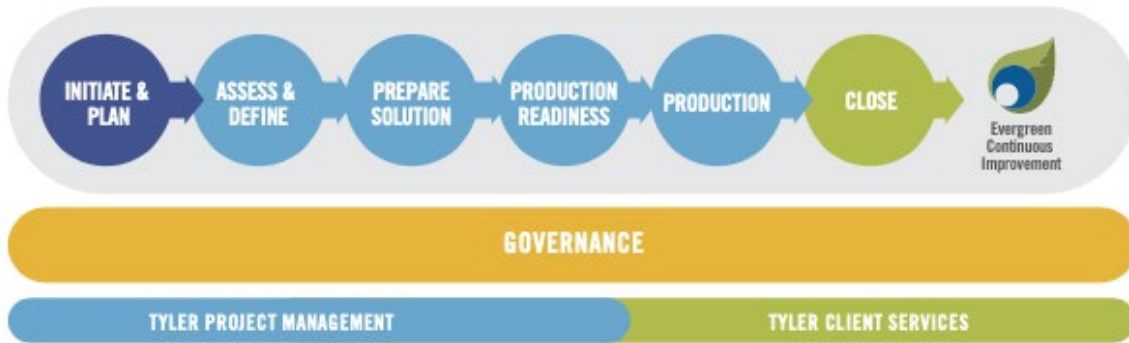 INITIATE &
PLAN
ASSESS &
DEFINE
PREPARE
SOLUTION
PRODUCTION
READINESS
PRODUCTION
CLOSE
Evergreen
Continuous
Improvement
GOVERNANCE
TYLER PROJECT MANAGEMENT
TYLER CLIENT SERVICES